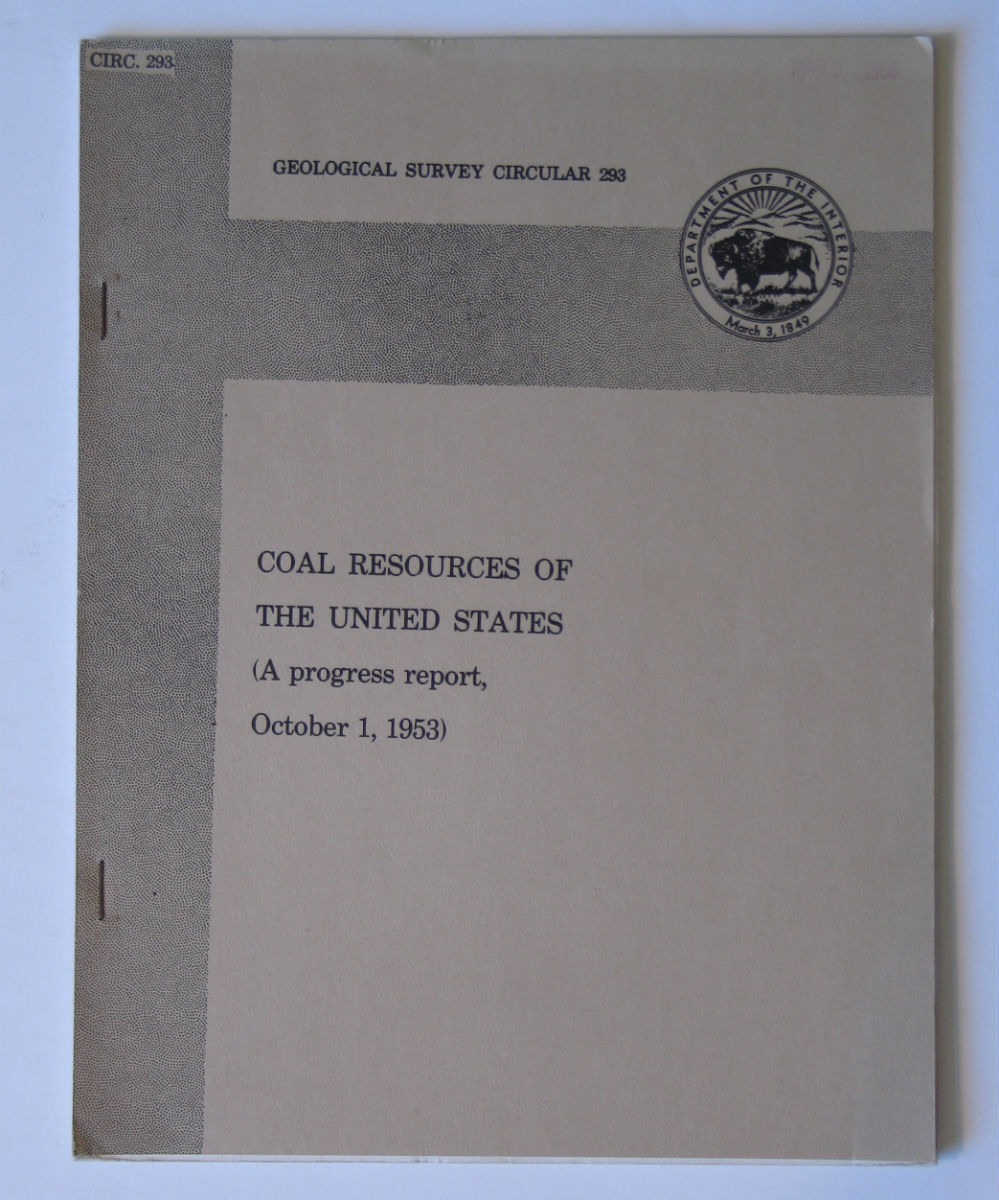 CIRC. 293
GEOLOGICAL SURVEY CIRCULAR 293
DEPARTMENT OF THE INTERIOR
March 3, 1849
COAL RESOURCES OF
THE UNITED STATES
(A progress report,
October 1, 1953)